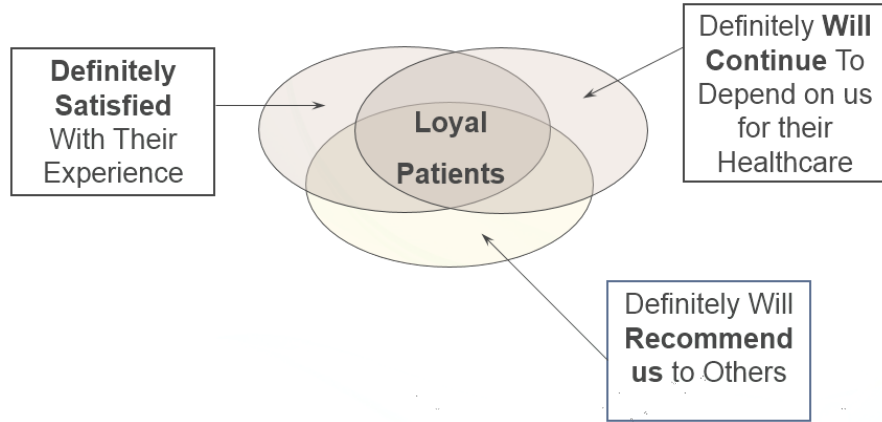 Definitely
Satisfied
With Their
Experience
Loyal
Patients
Definitely Will
Continue To
Depend on us
for their
Healthcare
Definitely Will
Recommend
us to Others